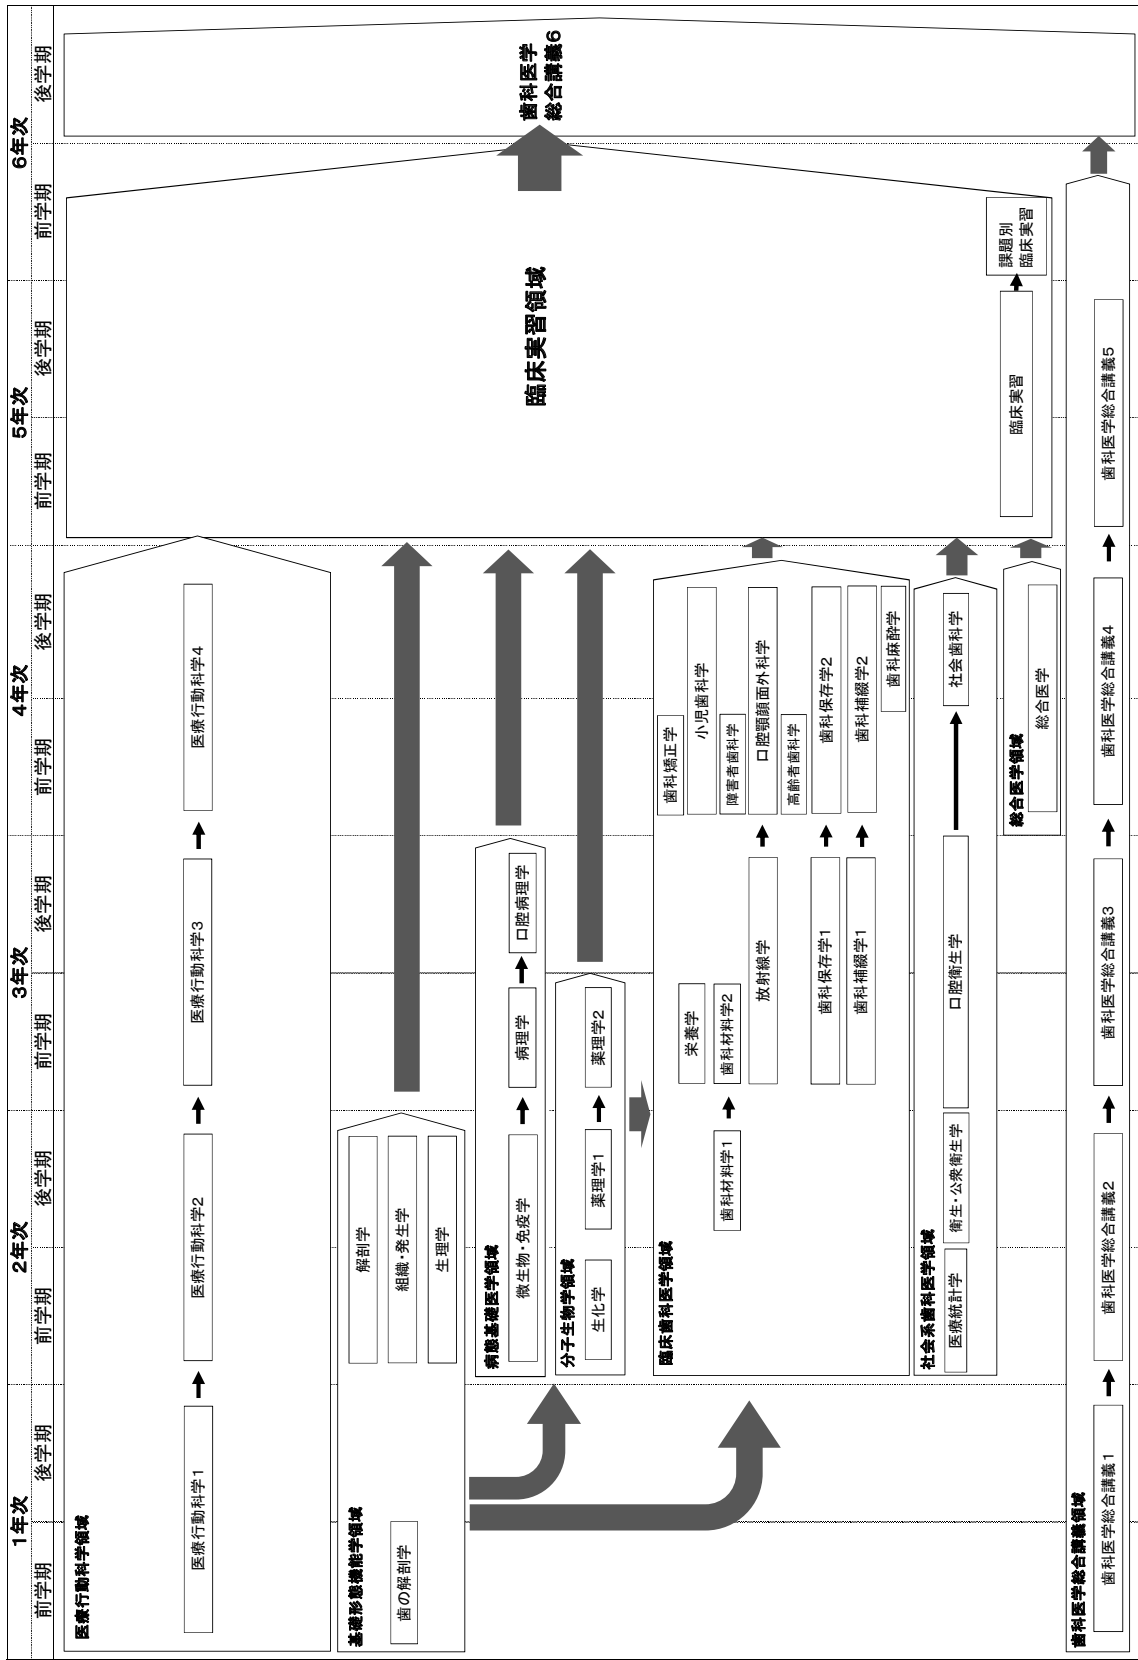 1年次
2年次
3年次
4年次
5年次
6年次
前学期
後学期
前学期
後学期
前学期
後学期
前学期
後学期
前学期
後学期
前学期
後学期
医療行動科学領域
医療行動科学1
医療行動科学2
医療行動科学3
医療行動科学4
基礎形態機能学領域
歯の解剖学
解剖学
組織・発生学
生理学
病態基礎医学領域
微生物・免疫学
病理学
口腔病理学
分子生物学領域
生化学
薬理学1
薬理学2
臨床歯科医学領域
歯科材料学1
栄養学
歯科材料学2
放射線学
歯科保存学1
歯科補綴学1
歯科矯正学
小児歯科学
障害者歯科学
口腔顎顔面外科学
高齢者歯科学
歯科保存学2
歯科補綴学2
歯科麻酔学
社会系歯科医学領域
医療統計学
衛生・公衆衛生学
口腔衛生学
社会歯科学
総合医学領域
総合医学
臨床実習領域
臨床実習
課題別
臨床実習
歯科医学総合講義領域
歯科医学総合講義1
歯科医学総合講義2
歯科医学総合講義3
歯科医学総合講義4
歯科医学総合講義5
歯科医学
総合講義6